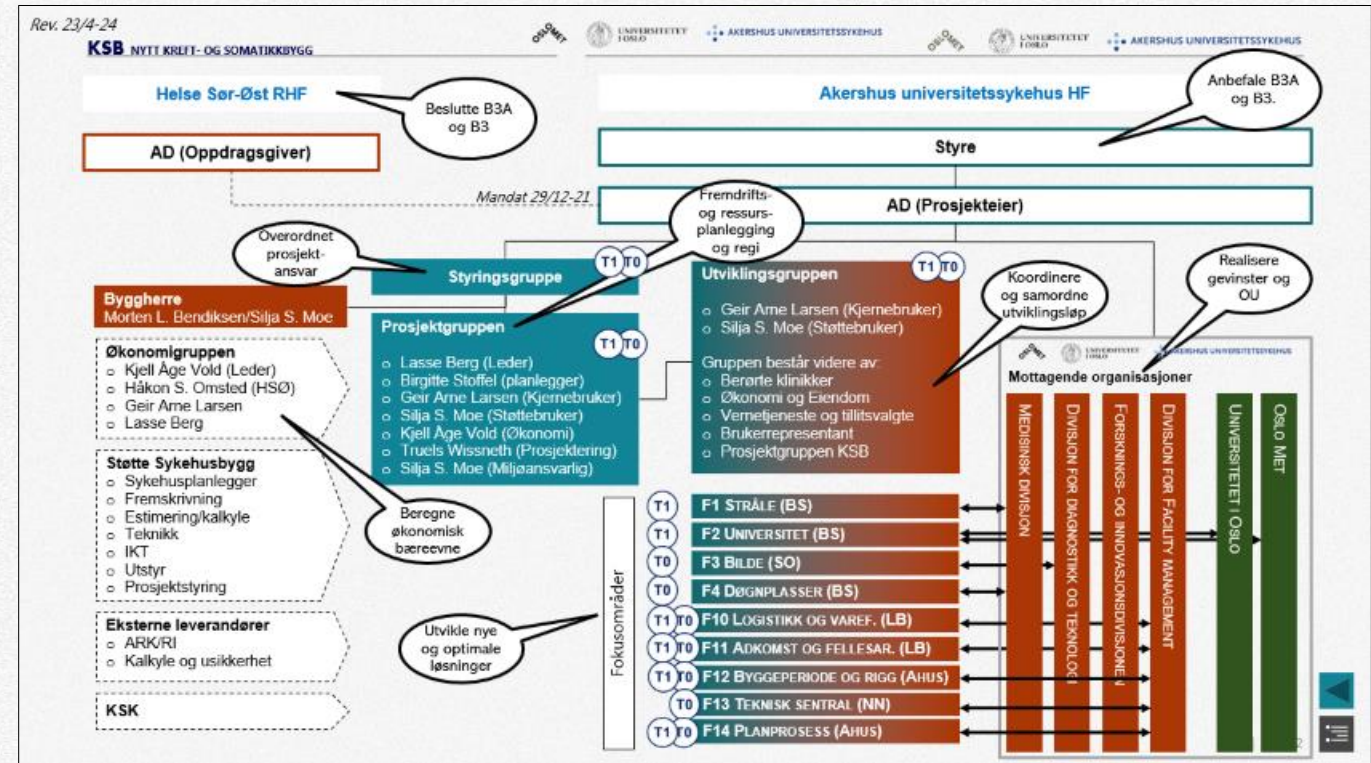 Rev. 23/4-24
KSB NYTT KREFT- OG SOMATIKKBYGG
OSLOMET
UNIVERSITETET I OSLO
AKERSHUS UNIVERSITETSSYKEHUS
OSLOMET
UNIVERSITETET I OSLO
AKERSHUS UNIVERSITETSSYKEHUS
Helse Sør-Øst RHF
Beslutte B3A
og B3
Akershus universitetssykehus HF
Anbefale B3A
og B3.
AD (Oppdragsgiver)
Styre
Mandat 29/12-21
AD (Prosjekteier)
Fremdrifts-
og ressurs-
planlegging
og regi
Overordnet
prosjekt-
ansvar
Styringsgruppe
T1 T0
Byggherre
Morten L. Bendiksen/Silja S. Moe
Prosjektgruppen
T1 T0
o Lasse Berg (Leder)
o Birgitte Stoffel (planlegger)
o Geir Arne Larsen (Kjernebruker)
o Silja S. Moe (Støttebruker)
o Kjell Åge Vold (Økonomi)
o Truels Wissneth (Prosjektering)
o Silja S. Moe (Miljøansvarlig)
Utviklingsgruppen
T1 T0
o Geir Arne Larsen (Kjernebruker)
o Silja S. Moe (Støttebruker)
Gruppen består videre av:
o Berørte klinikker
o Økonomi og Eiendom
o Vernetjeneste og tillitsvalgte
o Brukerrepresentant
o Prosjektgruppen KSB
Koordinere
og samordne
utviklingsløp
Realisere
gevinster og
OU
Økonomigruppen
o Kjell Åge Vold (Leder)
o Håkon S. Omsted (HSØ)
o Geir Arne Larsen
o Lasse Berg
Støtte Sykehusbygg
o Sykehusplanlegger
o Fremskrivning
o Estimering/kalkyle
o Teknikk
o IKT
o Utstyr
o Prosjektstyring
Beregne
økonomisk
bæreevne
Eksterne leverandører
o ARK/RI
o Kalkyle og usikkerhet
KSK
Utvikle nye
og optimale
løsninger
Fokusområder
T1 F1 STRÅLE (BS)
T1 F2 UNIVERSITET (BS)
T0 F3 BILDE (SO)
T0 F4 DØGNPLASSER (BS)
T1 T0 F10 LOGISTIKK OG VAREF. (LB)
T1 T0 F11 ADKOMST OG FELLESAR. (LB)
T1 T0 F12 BYGGEPERIODE OG RIGG (AHUS)
T0 F13 TEKNISK SENTRAL (NN)
T1 T0 F14 PLANPROSESS (AHUS)
OSLOMET
UNIVERSITETET I OSLO
AKERSHUS UNIVERSITETSSYKEHUS
Mottagende organisasjoner
MEDISINSK DIVISJON
DIVISJON FOR DIAGNOSTIKK OG TEKNOLOGI
FORSKNINGS- OG INNOVASJONSDIVISJONEN
DIVISJON FOR FACILITY MANAGEMENT
UNIVERSITETET I OSLO
OSLO MET